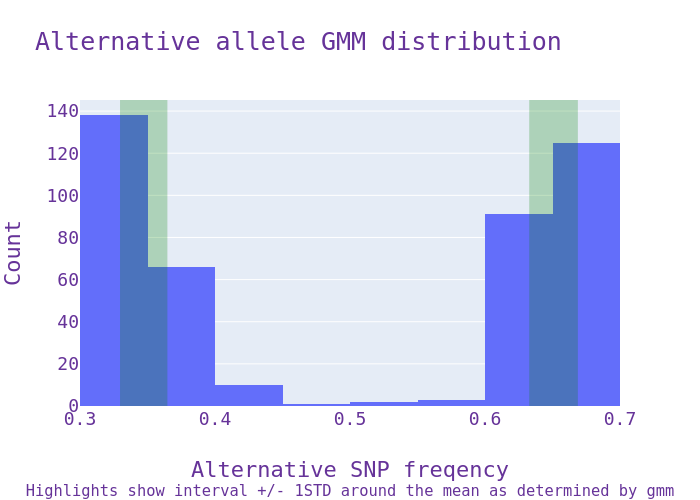 Alternative allele GMM distribution
140
120
100
80
60
40
20
0
Count
0.3 0.4 0.5 0.6 0.7
Alternative SNP freqency
Highlights show interval +/- 1STD around the mean as determined by gmm